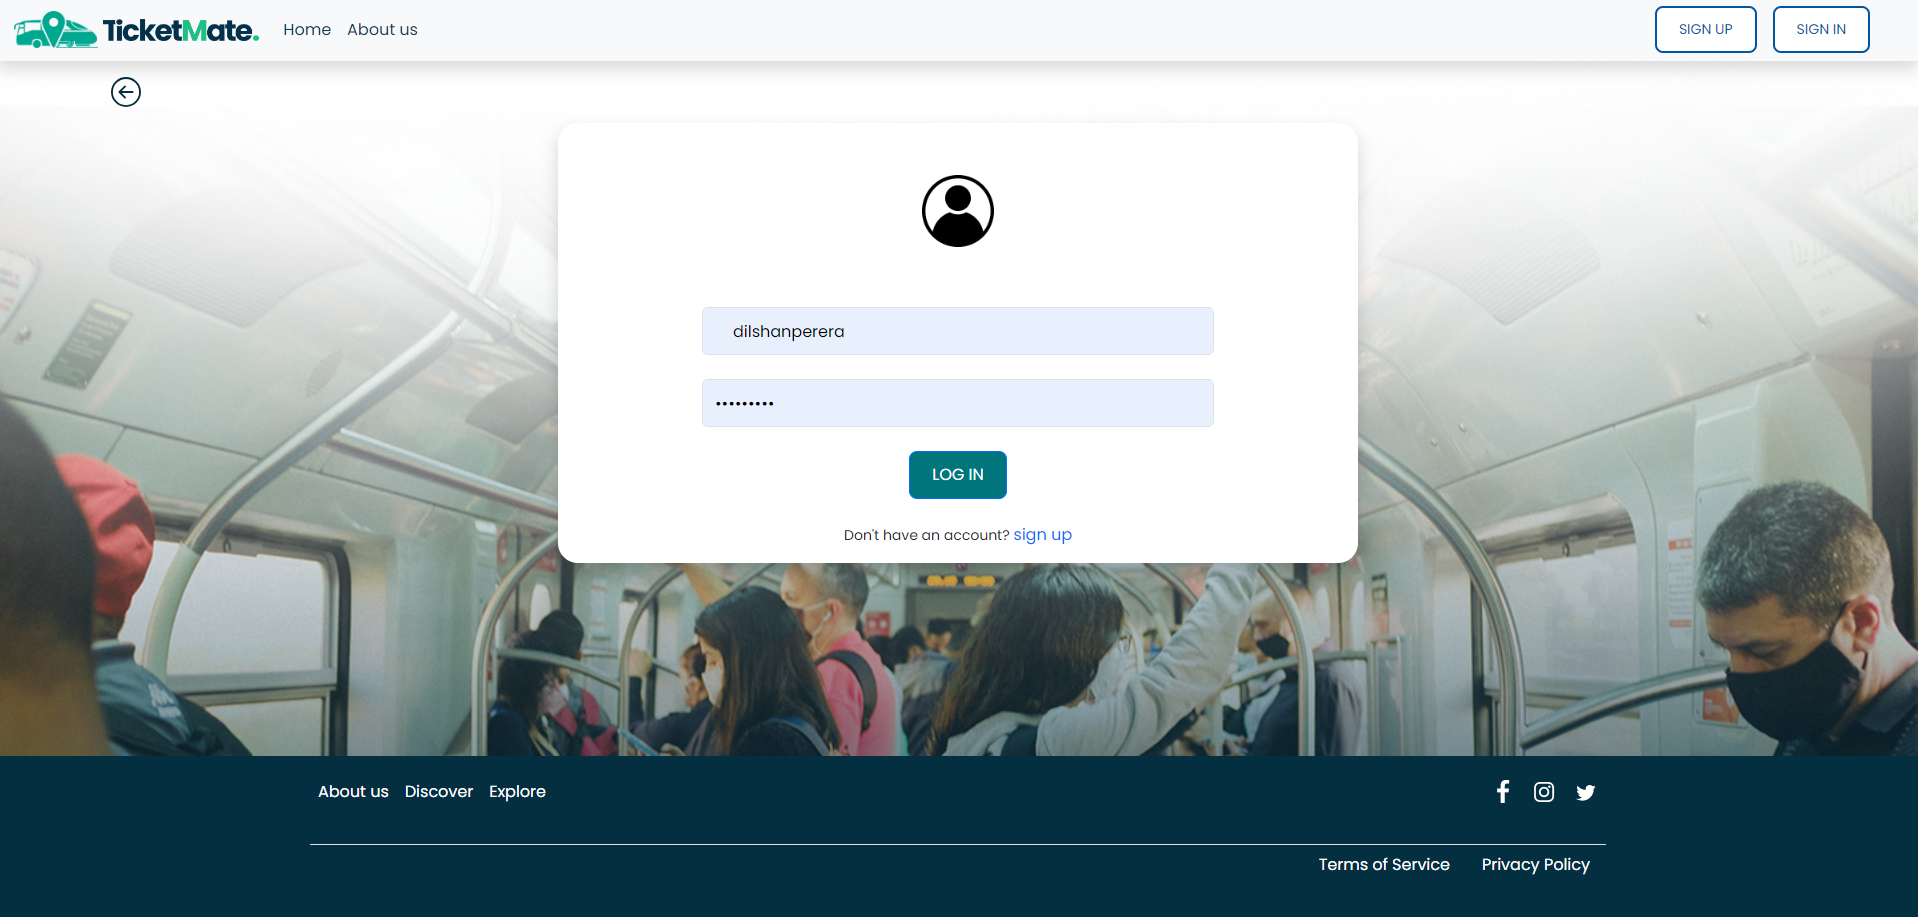 TicketMate.
Home
About us
SIGN UP
SIGN IN
dilshanperera
•••••••••
LOG IN
Don't have an account? sign up
About us
Discover
Explore
Terms of Service
Privacy Policy